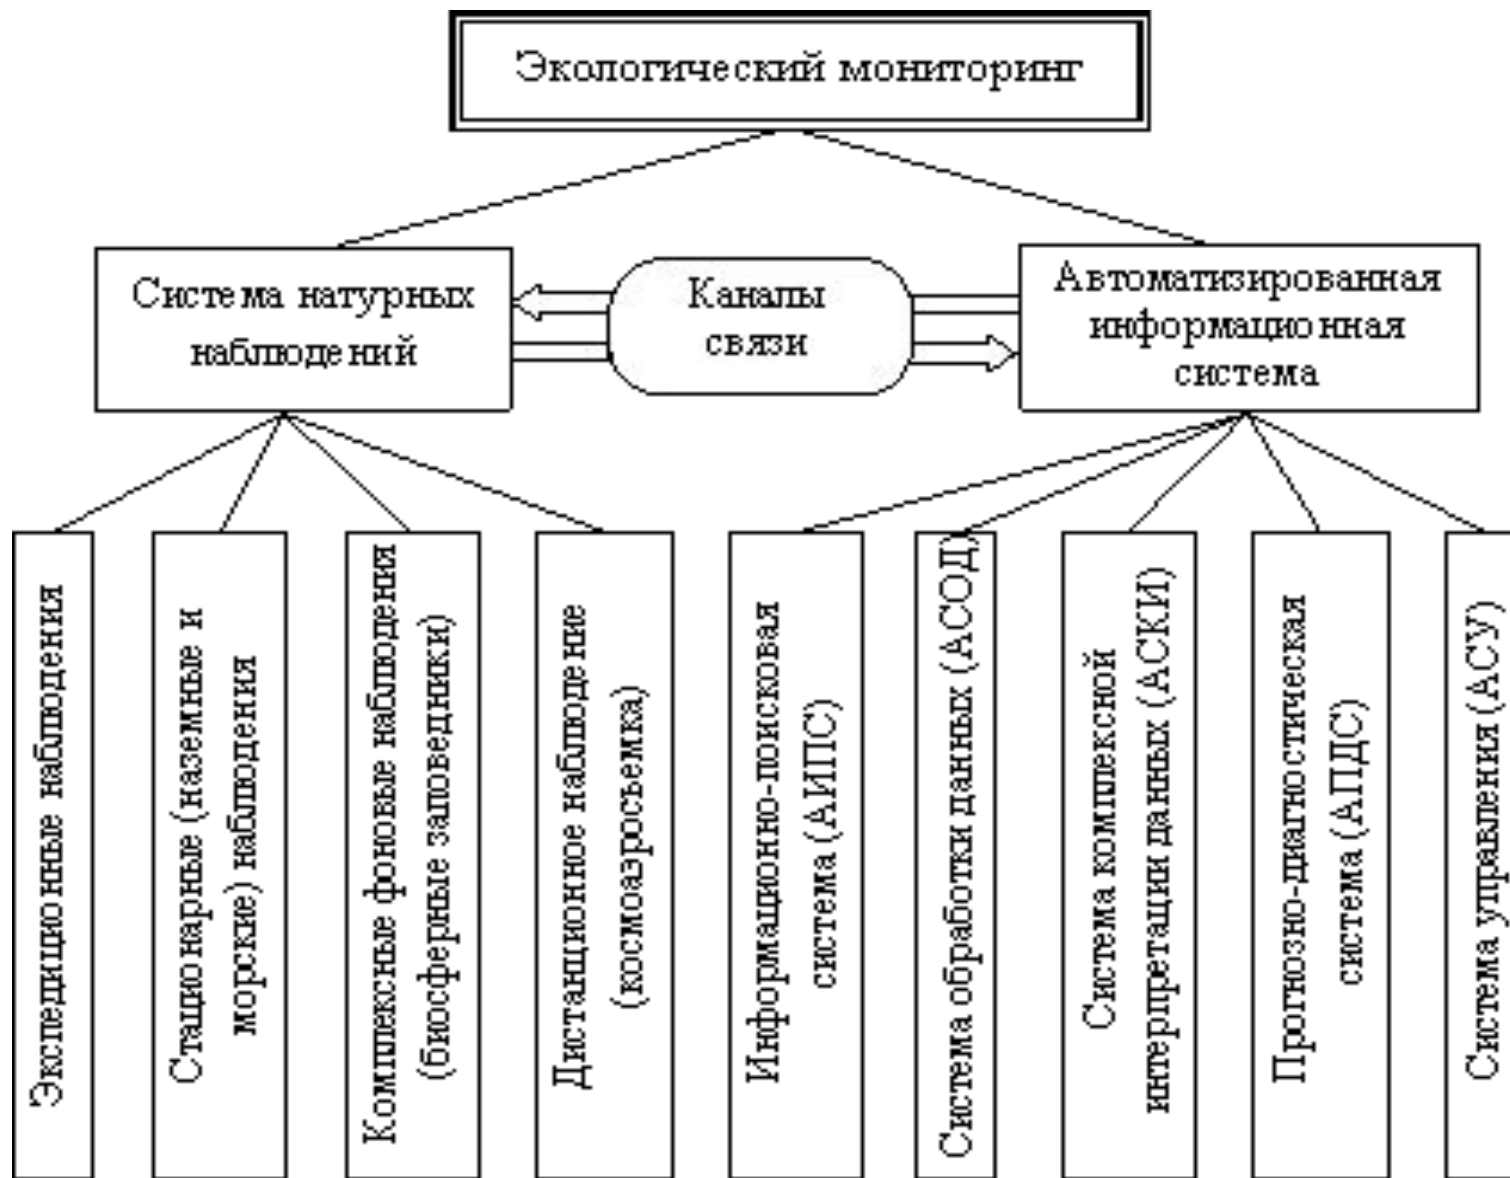 Экологический мониторинг
Система натурных
наблюдений
Каналы
связи
Автоматизированная
информационная
система
Экспедиционные наблюдения
Стационарные (наземные и
морские) наблюдения
Комплексные фоновые наблюдения
(биосферные заповедники)
Дистанционное наблюдение
(космоаэросъемка)
Информационно-поисковая
система (АИПС)
Система обработки данных (АСОД)
Система комплексной
интерпретации данных (АСКИ)
Прогнозно-диагностическая
система (АПДС)
Система управления (АСУ)